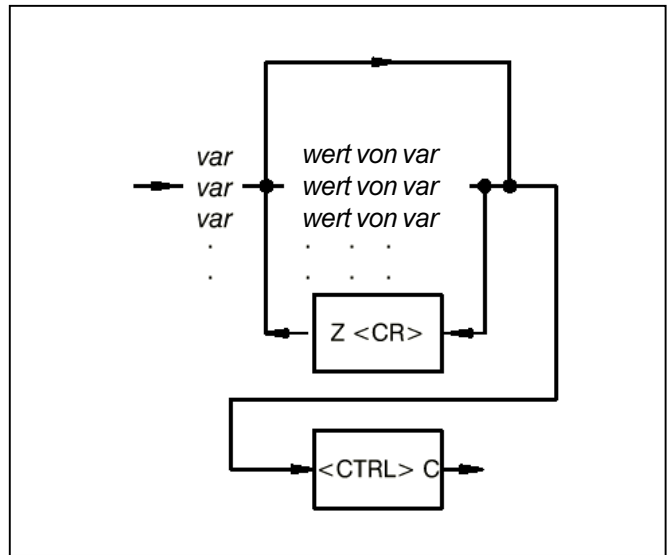 var wert von var
var wert von var
var wert von var
. . . .
. . . .
Z <CR>
<CTRL> C